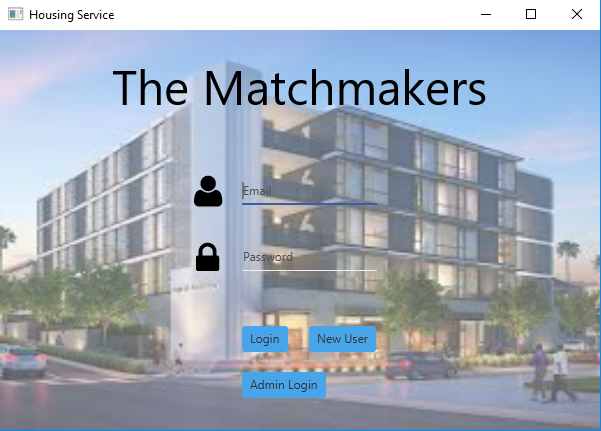 Housing Service
The Matchmakers
Email
Password
Login
New User
Admin Login